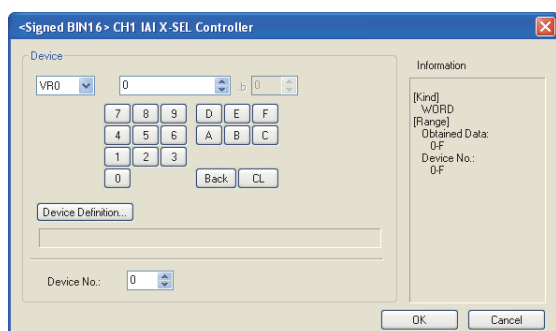 <Signed BIN16> CH1 IAI X-SEL Controller
Device
Information
VR0 0 .b 0
7 8 9 D E F
4 5 6 A B C
1 2 3
0 Back CL
Device Definition...
Device No.: 0
[Kind]
WORD
[Range]
Obtained Data:
0-F
Device No.:
0-F
OK Cancel